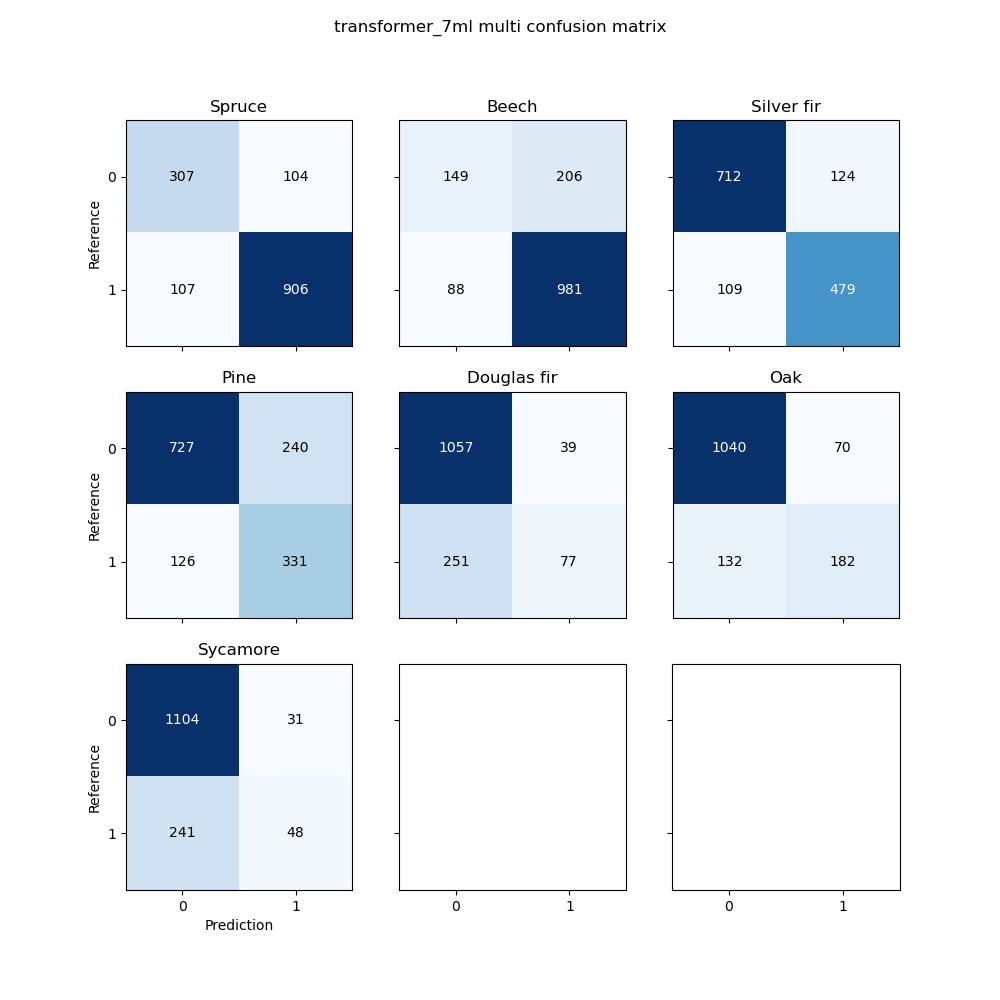 transformer_7ml multi confusion matrix
Spruce Beech Silver fir
0 307 104 149 206 712 124
Reference
1 107 906 88 981 109 479
Pine Douglas fir Oak
0 727 240 1057 39 1040 70
Reference
1 126 331 251 77 132 182
Sycamore
0 1104 31
Reference
1 241 48
0 1 0 1 0 1
Prediction